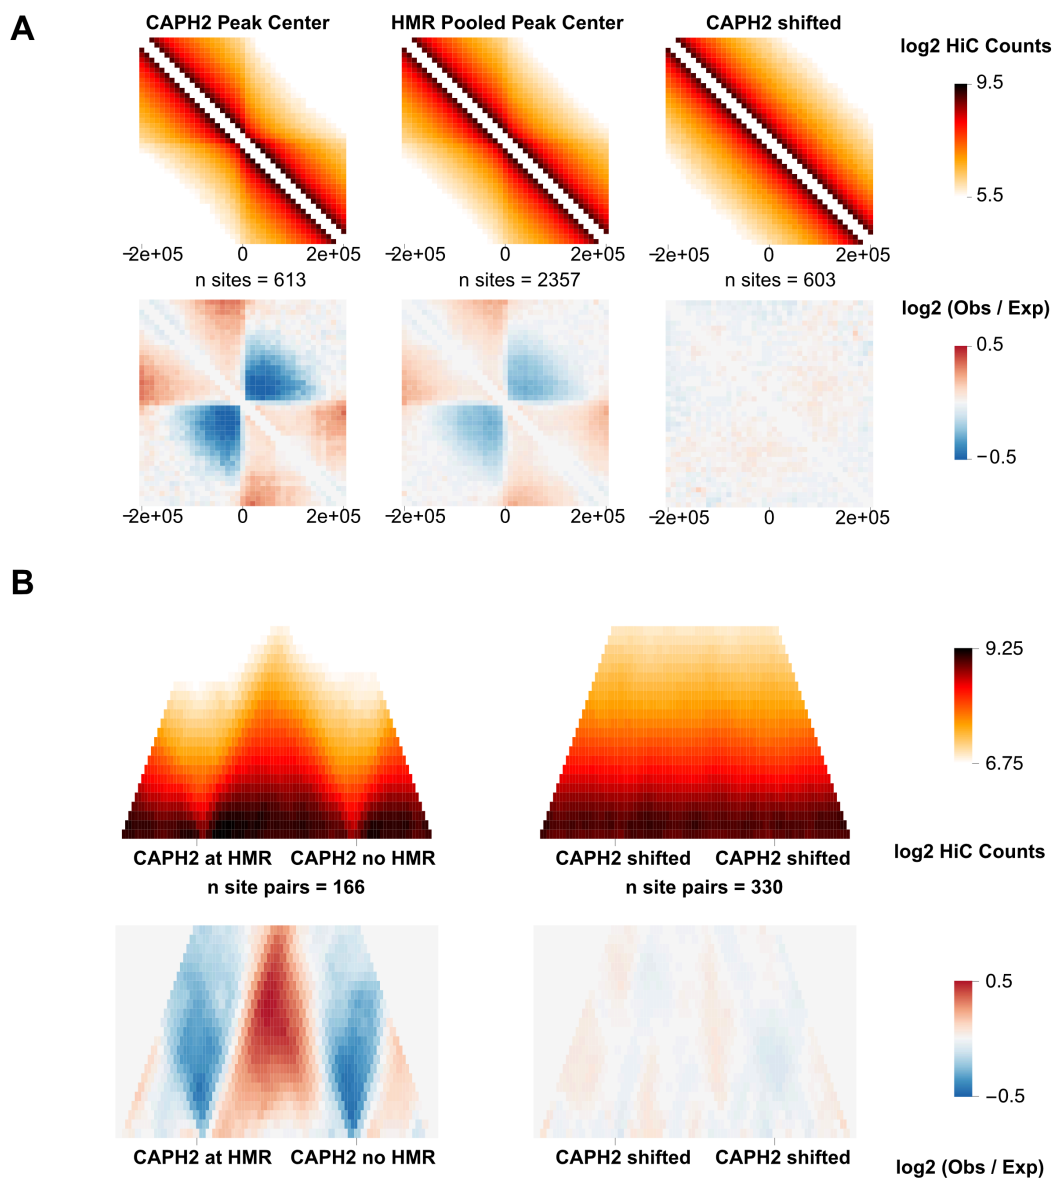 A
CAPH2 Peak Center HMR Pooled Peak Center CAPH2 shifted
log2 HiC Counts
9.5
5.5
−2e+05 0 2e+05 −2e+05 0 2e+05 −2e+05 0 2e+05
n sites = 613 n sites = 2357 n sites = 603
log2 (Obs / Exp)
0.5
−0.5
−2e+05 0 2e+05 −2e+05 0 2e+05 −2e+05 0 2e+05
B
9.25
6.75
CAPH2 at HMR CAPH2 no HMR CAPH2 shifted CAPH2 shifted
log2 HiC Counts
n site pairs = 166 n site pairs = 330
0.5
−0.5
CAPH2 at HMR CAPH2 no HMR CAPH2 shifted CAPH2 shifted
log2 (Obs / Exp)